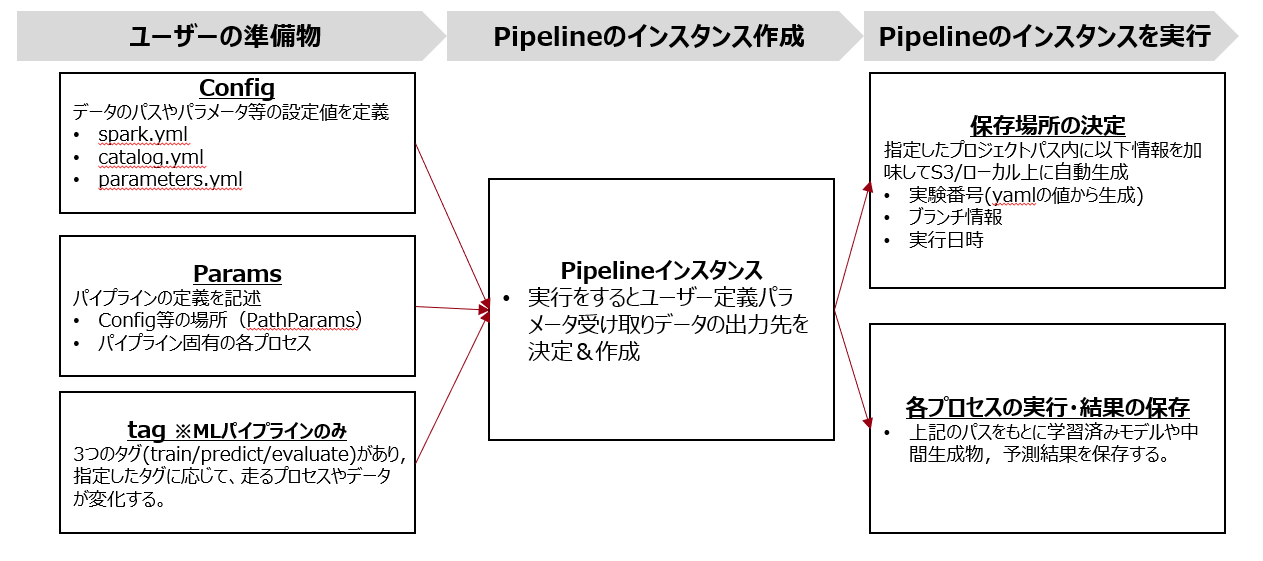 ユーザーの準備物
Pipelineのインスタンス作成
Pipelineのインスタンスを実行
Config
データのパスやパラメータ等の設定値を定義
• spark.yml
• catalog.yml
• parameters.yml
Params
パイプラインの定義を記述
• Config等の場所（PathParams）
• パイプライン固有の各プロセス
tag ※MLパイプラインのみ
3つのタグ(train/predict/evaluate)があり,
指定したタグに応じて、走るプロセスやデータ
が変化する。
Pipelineインスタンス
• 実行をするとユーザー定義パラ
メータ受け取りデータの出力先を
決定＆作成
保存場所の決定
指定したプロジェクトパス内に以下情報を加
味してS3/ローカル上に自動生成
• 実験番号(yamlの値から生成)
• ブランチ情報
• 実行日時
各プロセスの実行・結果の保存
• 上記のパスをもとに学習済みモデルや中
間生成物，予測結果を保存する。